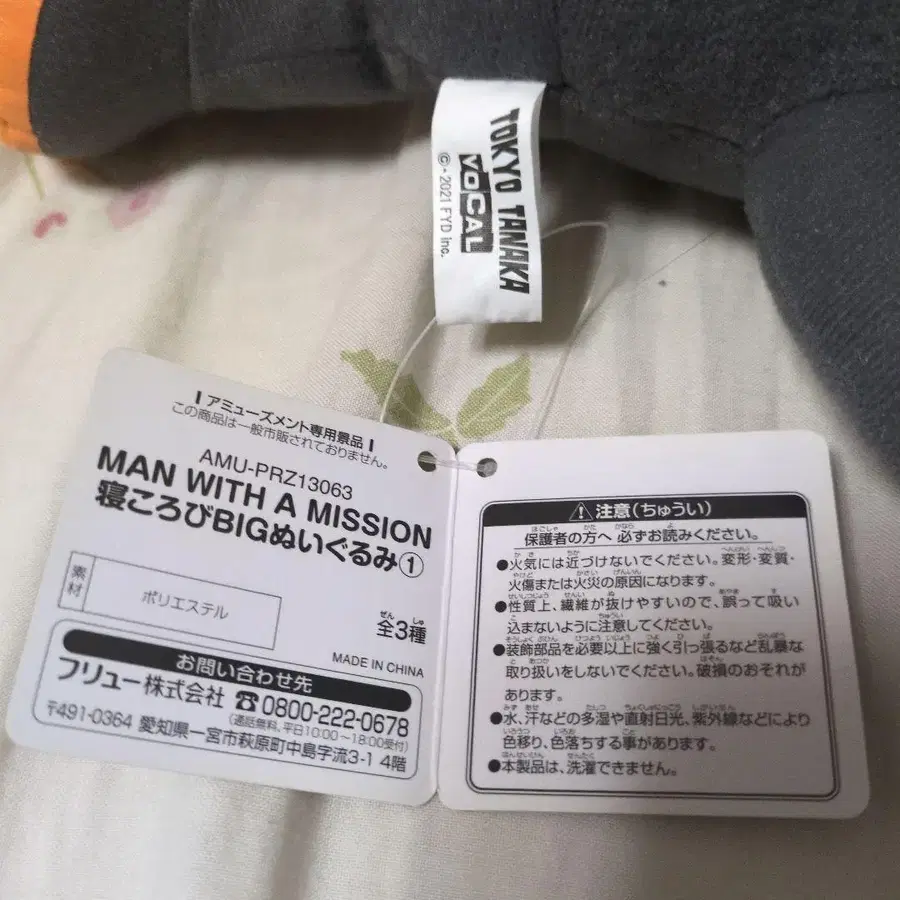 TOKYO TANAKA
VOCAL
©-2021 FYD Inc.
アミューズメント専用景品
この商品は一般市販されておりません。
AMU-PRZ13063
MAN WITH A MISSION
寝ころびBIGぬいぐるみ①
素材
ポリエステル
ぜん しゅ
全3種
MADE IN CHINA
お問い合わせ先
フリュー株式会社 ☎0800-222-0678
(通話無料、平日10:00～18:00受付)
〒491-0364 愛知県一宮市萩原町中島字流3-1 4階
⚠注意(ちゅうい)
保護者の方へ 必ずお読みください。
●火気には近づけないでください。変形・変質・
火傷または火災の原因になります。
●性質上、繊維が抜けやすいので、誤って吸い
込まないように注意してください。
●装飾部品を必要以上に強く引っ張るなど乱暴な
取り扱いをしないでください。破損のおそれが
あります。
●水、汗などの多湿や直射日光、紫外線などにより
色移り、色落ちする事があります。
●本製品は、洗濯できません。